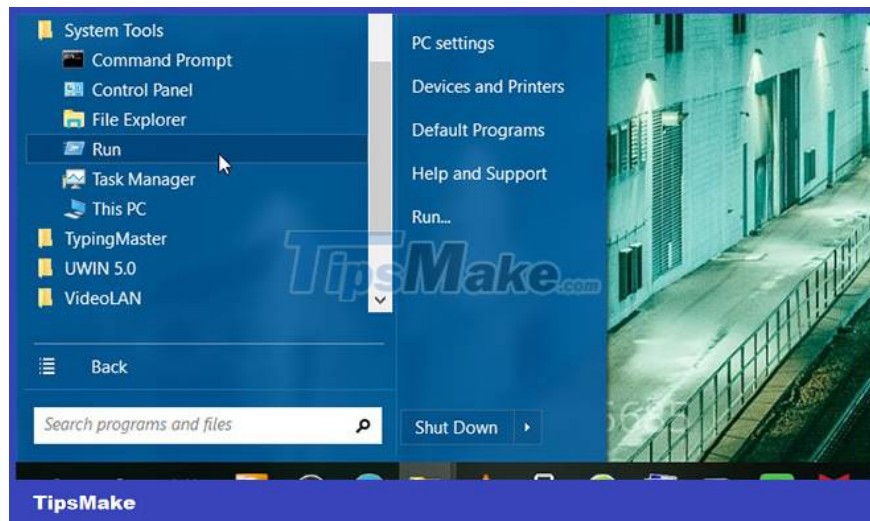 System Tools
Command Prompt
Control Panel
File Explorer
Run
Task Manager
This PC
TypingMaster
UWIN 5.0
VideoLAN
Back
Search programs and files
PC settings
Devices and Printers
Default Programs
Help and Support
Run...
Shut Down
TipsMake.com
TipsMake